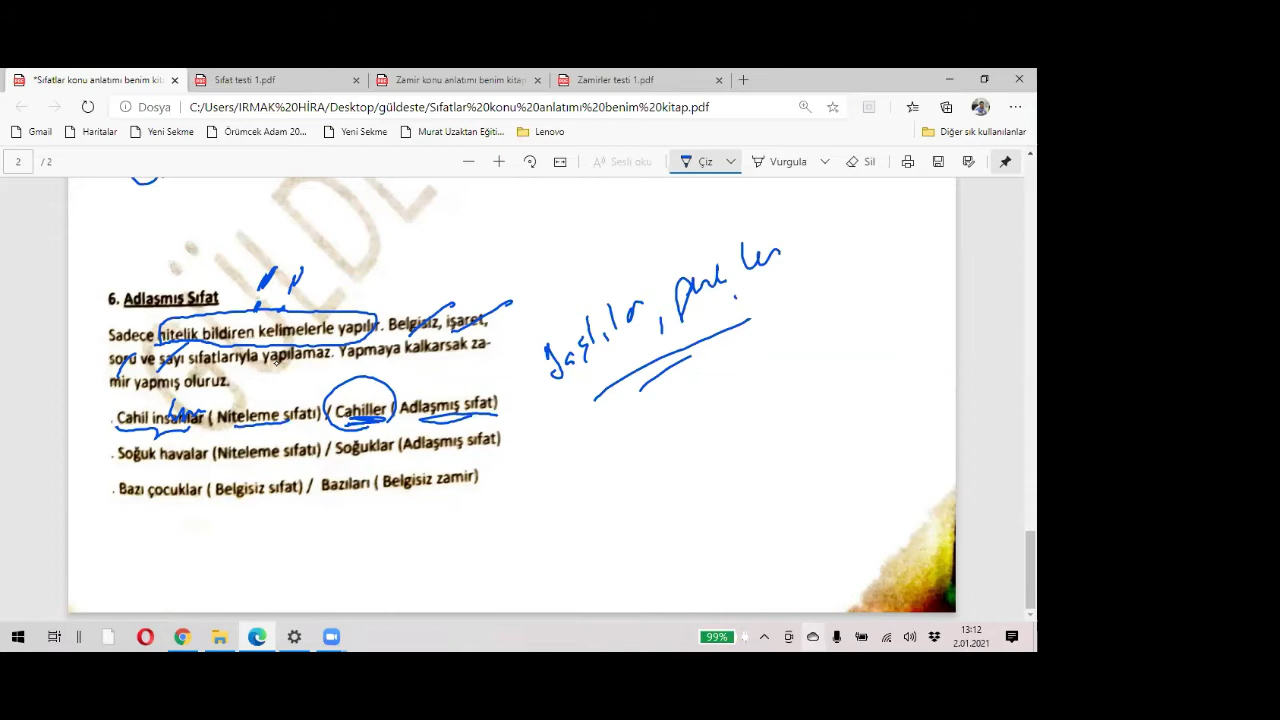 *Sıfatlar konu anlatımı benim kita
Sıfat testi 1.pdf
Zamir konu anlatımı benim kitap
Zamirler testi 1.pdf
Dosya
C:/Users/IRMAK%20HİRA/Desktop/güldeste/Sıfatlar%20konu%20anlatımı%20benim%20kitap.pdf
Gmail
Haritalar
Yeni Sekme
Örümcek Adam 20...
Yeni Sekme
Murat Uzaktan Eğiti...
Lenovo
Diğer sık kullanılanlar
2 / 2
Sesli oku
Çiz
Vurgula
Sil
GÜLDE
6. Adlaşmış Sıfat
Sadece nitelik bildiren kelimelerle yapılır. Belgisiz, işaret,
soru ve sayı sıfatlarıyla yapılamaz. Yapmaya kalkarsak za-
mir yapmış oluruz.
. Cahil insanlar ( Niteleme sıfatı) / Cahiller ( Adlaşmış sıfat)
. Soğuk havalar (Niteleme sıfatı) / Soğuklar (Adlaşmış sıfat)
. Bazı çocuklar ( Belgisiz sıfat) / Bazıları ( Belgisiz zamir)
Yaşlılar,
99%
13:12
2.01.2021